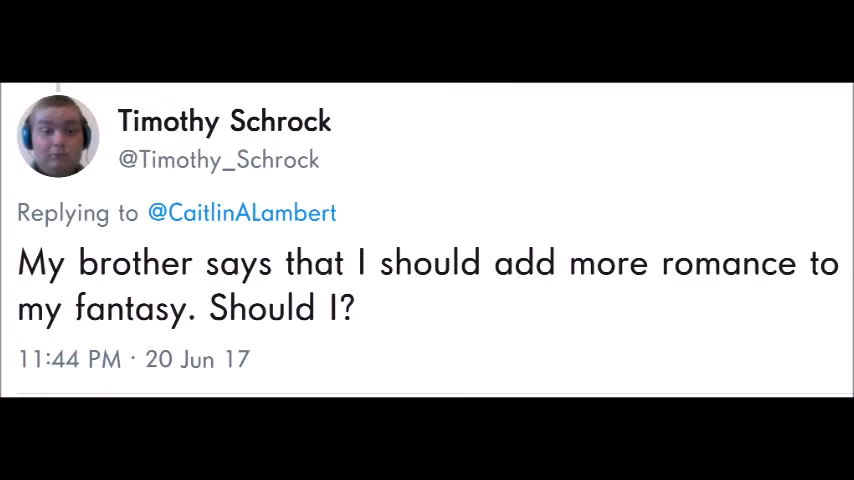 Timothy Schrock
@Timothy_Schrock
Replying to @CaitlinALambert
My brother says that I should add more romance to
my fantasy. Should I?
11:44 PM · 20 Jun 17